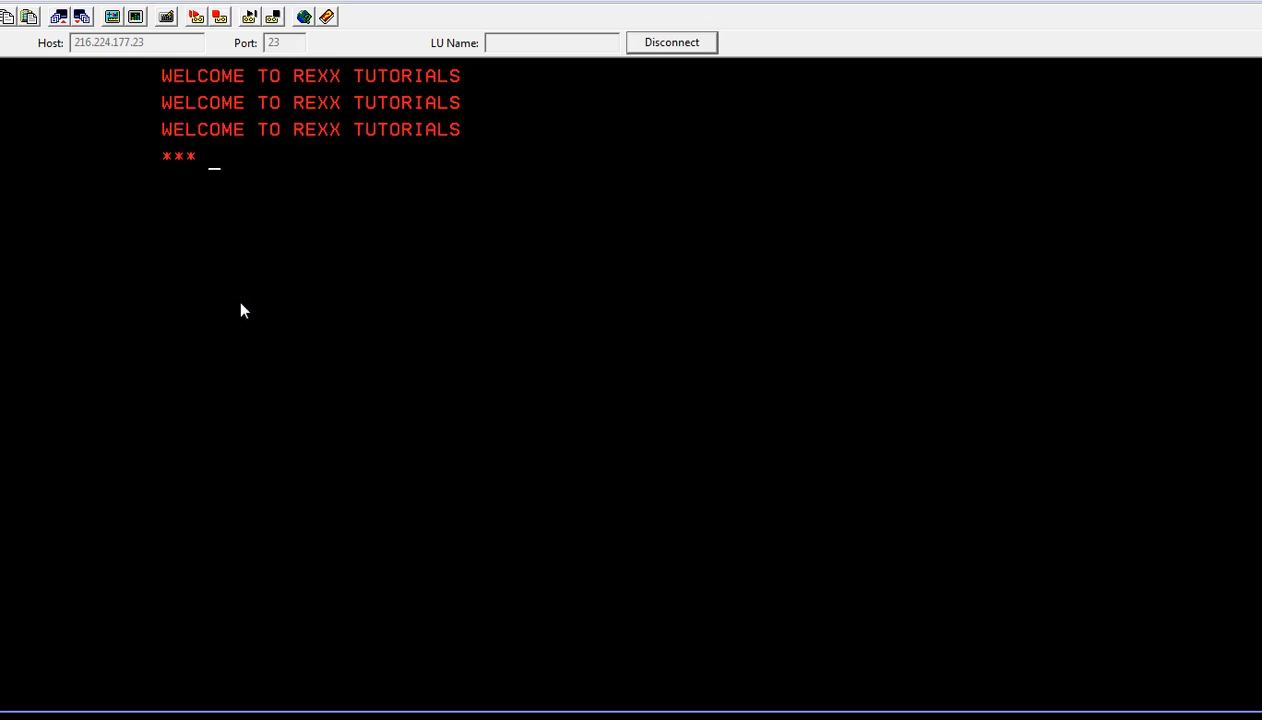 Host: 216.224.177.23 Port: 23 LU Name: Disconnect
WELCOME TO REXX TUTORIALS
WELCOME TO REXX TUTORIALS
WELCOME TO REXX TUTORIALS
*** _